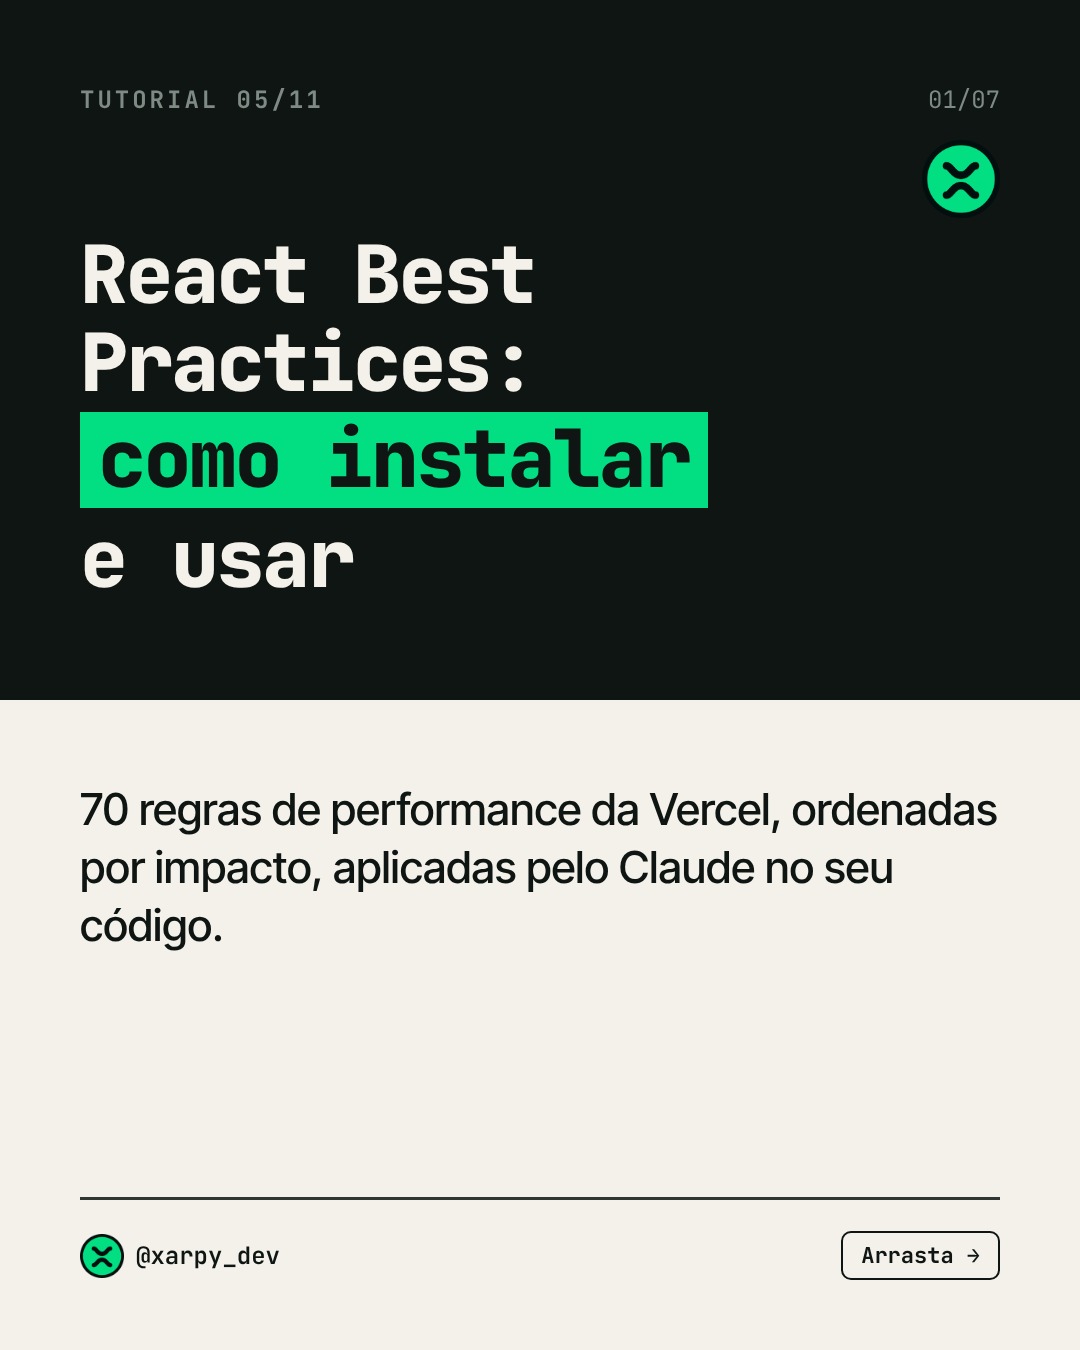 TUTORIAL 05/11
01/07
React Best
Practices:
como instalar
e usar
70 regras de performance da Vercel, ordenadas
por impacto, aplicadas pelo Claude no seu
código.
@xarpy_dev
Arrasta →